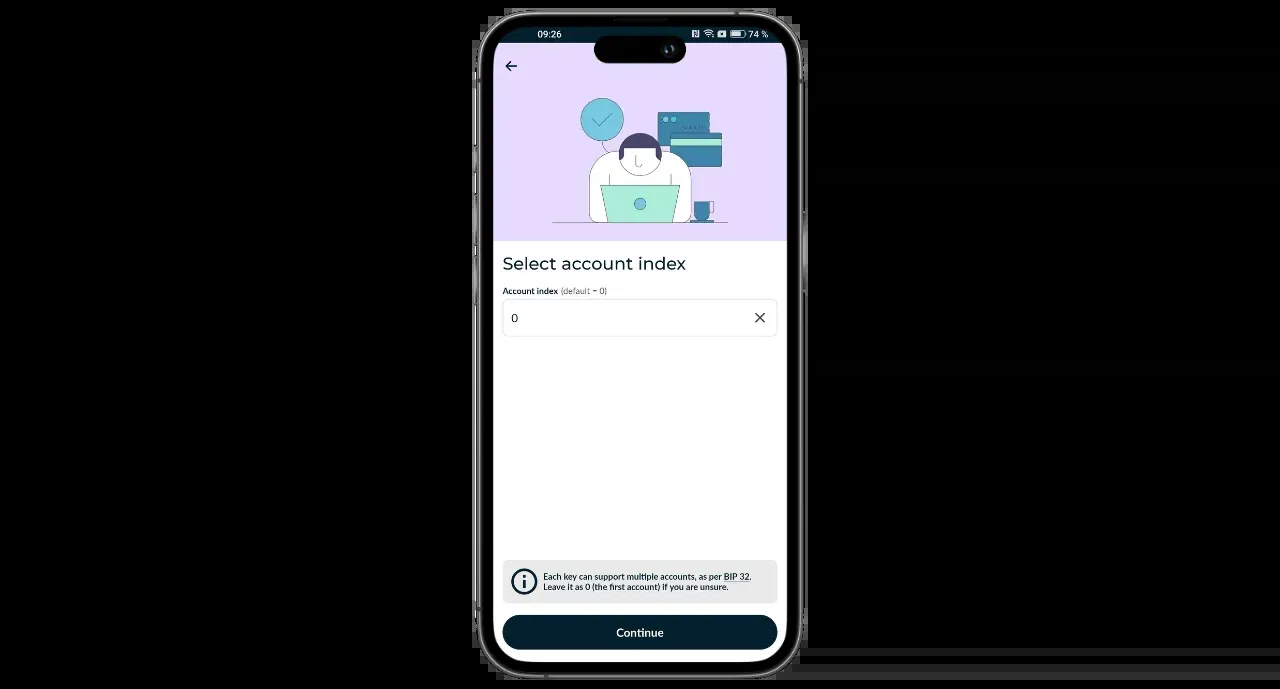 09:26 74 %
Select account index
Account index (default = 0)
0
Each key can support multiple accounts, as per BIP 32.
Leave it as 0 (the first account) if you are unsure.
Continue